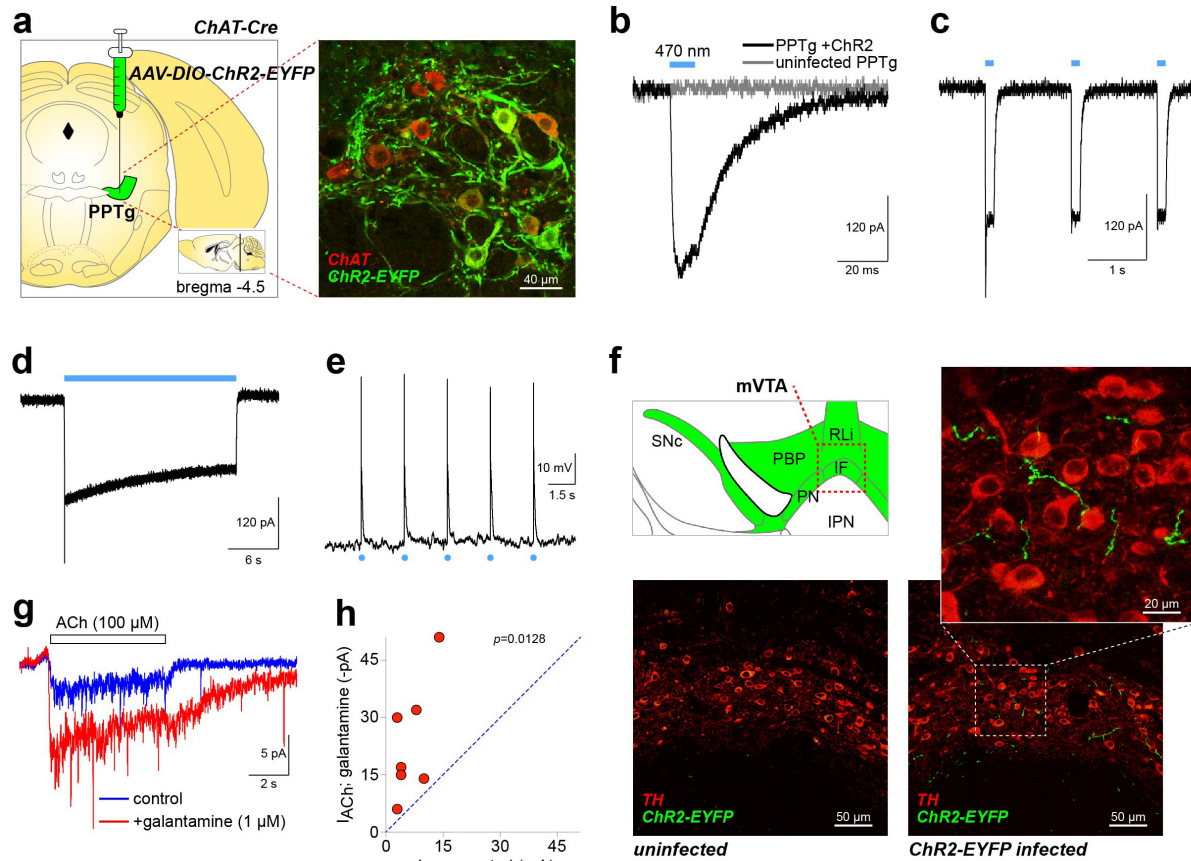 a
ChAT-Cre
AAV-DIO-ChR2-EYFP
PPTg
bregma -4.5
ChAT
ChR2-EYFP
40 µm
b
470 nm
PPTg +ChR2
uninfected PPTg
120 pA
20 ms
c
120 pA
1 s
d
120 pA
6 s
e
10 mV
1.5 s
f
mVTA
SNc
RLi
PBP
IF
PN
IPN
20 µm
TH
ChR2-EYFP
50 µm
uninfected
TH
ChR2-EYFP
50 µm
ChR2-EYFP infected
g
ACh (100 µM)
5 pA
2 s
control
+galantamine (1 µM)
h
p=0.0128
IACh; galantamine (-pA)
45
30
15
0
0 15 30 45